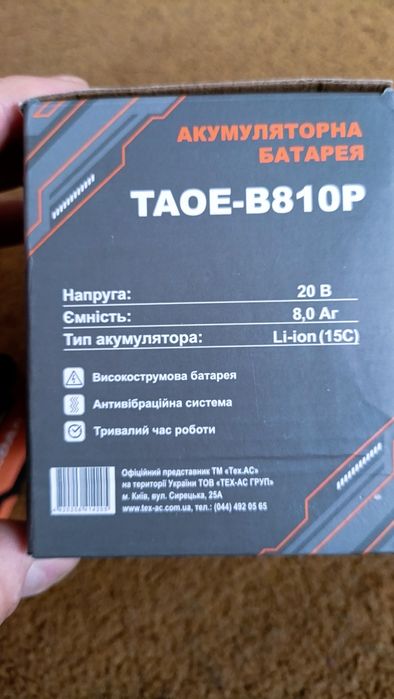 АКУМУЛЯТОРНА
БАТАРЕЯ
TAOE-B810P
Напруга: 20 В
Ємність: 8,0 Аг
Тип акумулятора: Li-ion (15C)
Високострумова батарея
Антивібраційна система
Тривалий час роботи
Офіційний представник ТМ «Тех.АС»
на території України ТОВ «ТЕХ-АС ГРУП»
м. Київ, вул. Сирецька, 25А
www.tex-ac.com.ua, тел.: (044) 492 05 65